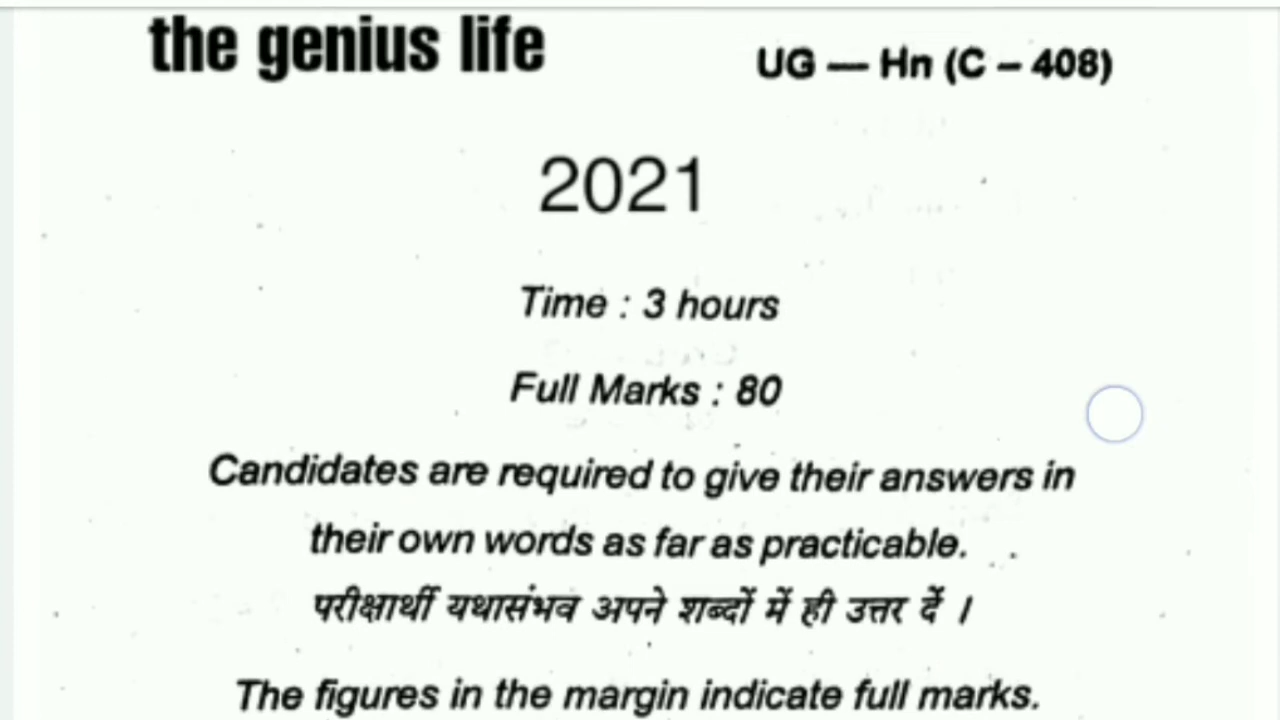 the genius life
UG — Hn (C – 408)
2021
Time : 3 hours
Full Marks : 80
Candidates are required to give their answers in
their own words as far as practicable.
परीक्षार्थी यथासंभव अपने शब्दों में ही उत्तर दें ।
The figures in the margin indicate full marks.